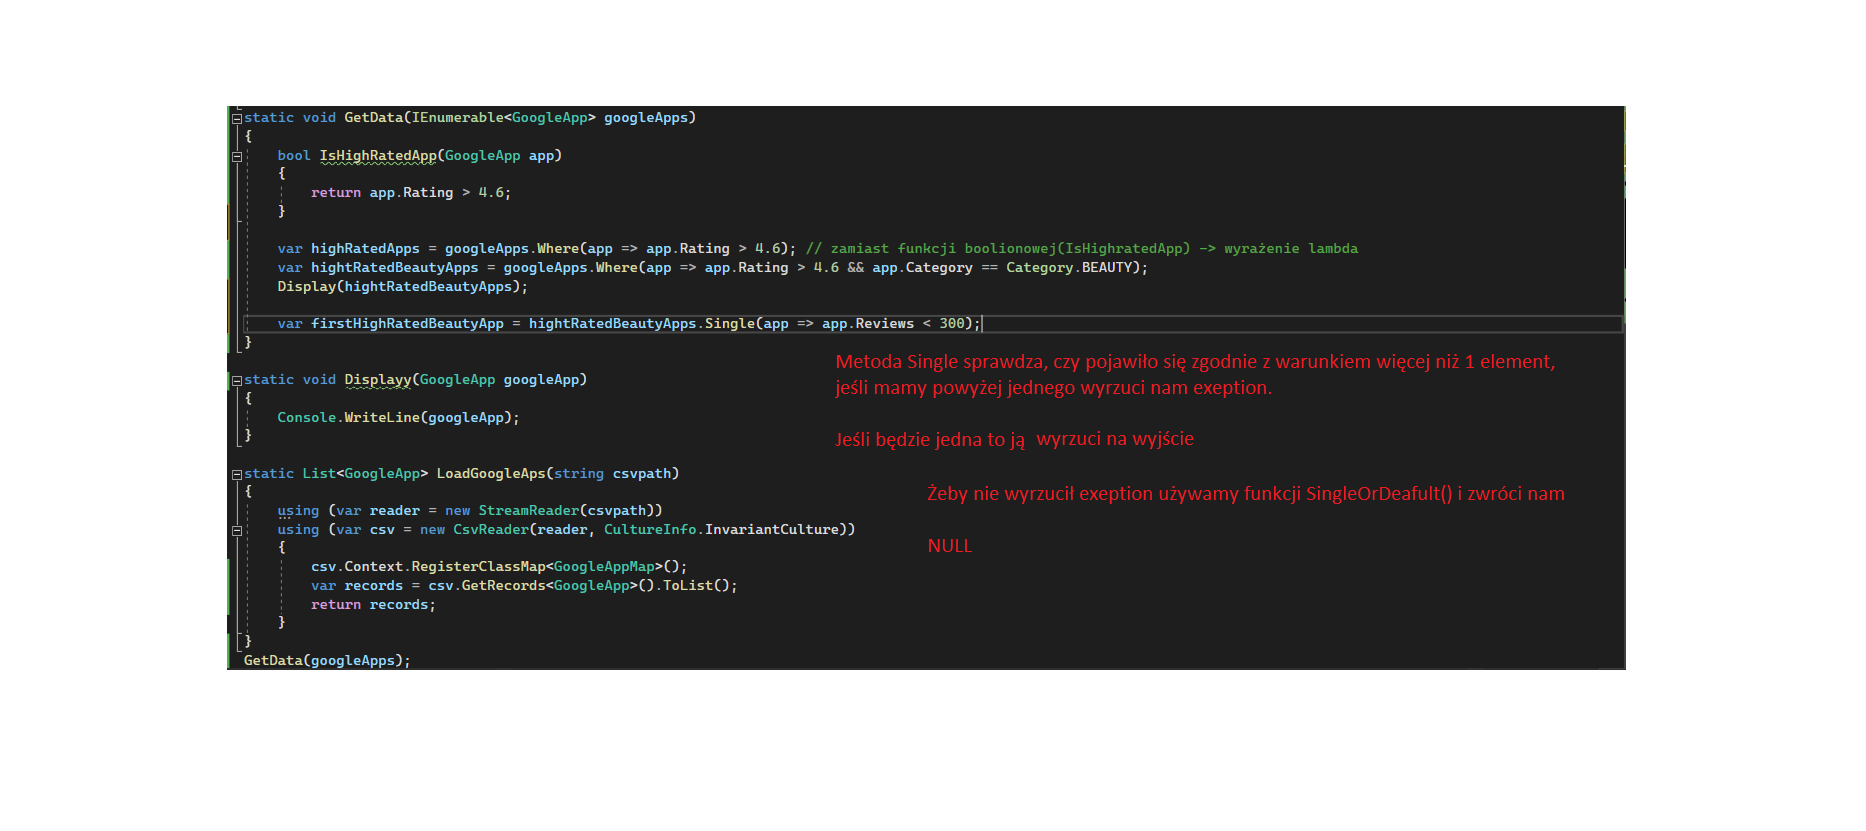 static void GetData(IEnumerable<GoogleApp> googleApps)
{
bool IsHighRatedApp(GoogleApp app)
{
return app.Rating > 4.6;
}
var highRatedApps = googleApps.Where(app => app.Rating > 4.6); // zamiast funkcji boolionowej(IsHighratedApp) -> wyrażenie lambda
var hightRatedBeautyApps = googleApps.Where(app => app.Rating > 4.6 && app.Category == Category.BEAUTY);
Display(hightRatedBeautyApps);
var firstHighRatedBeautyApp = hightRatedBeautyApps.Single(app => app.Reviews < 300);
}
Metoda Single sprawdza, czy pojawiło się zgodnie z warunkiem więcej niż 1 element,
jeśli mamy powyżej jednego wyrzuci nam exeption.
Jeśli będzie jedna to ją wyrzuci na wyjście
static void Displayy(GoogleApp googleApp)
{
Console.WriteLine(googleApp);
}
static List<GoogleApp> LoadGoogleAps(string csvpath)
{
using (var reader = new StreamReader(csvpath))
using (var csv = new CsvReader(reader, CultureInfo.InvariantCulture))
{
csv.Context.RegisterClassMap<GoogleAppMap>();
var records = csv.GetRecords<GoogleApp>().ToList();
return records;
}
}
GetData(googleApps);
Żeby nie wyrzucił exeption używamy funkcji SingleOrDeafult() i zwróci nam
NULL